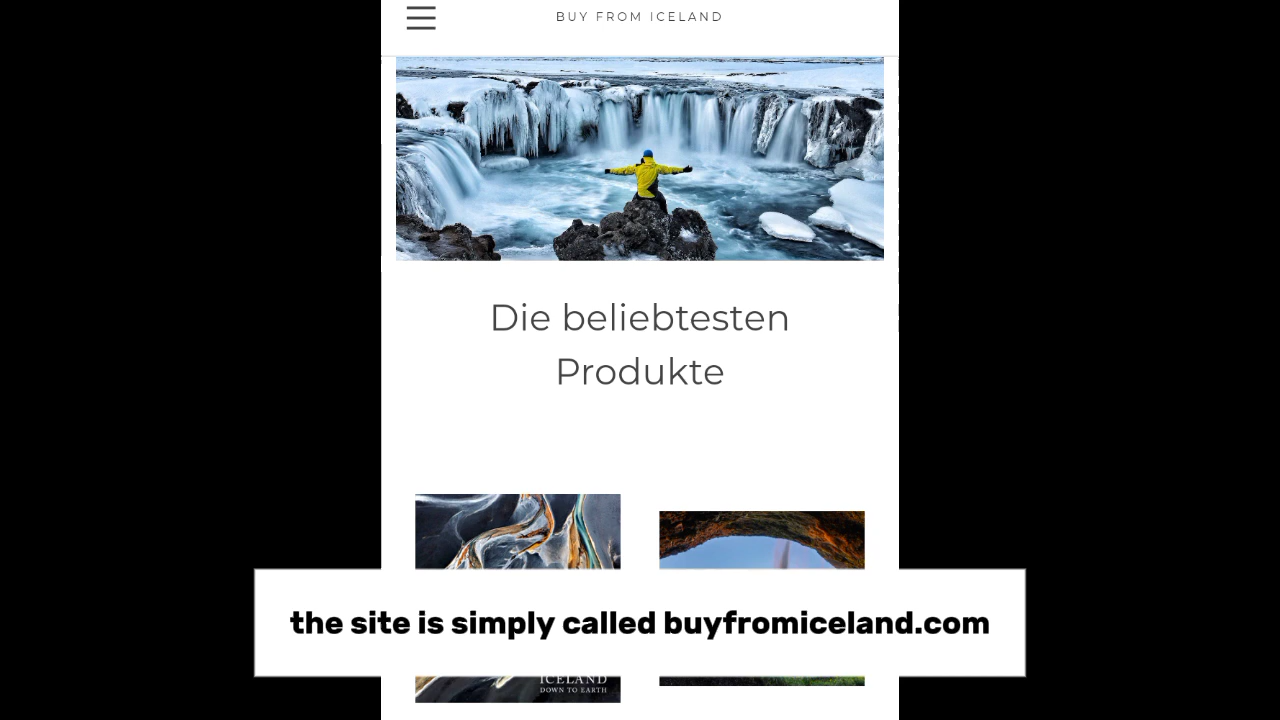 BUY FROM ICELAND
Die beliebtesten
Produkte
the site is simply called buyfromiceland.com
ICELAND
DOWN TO EARTH